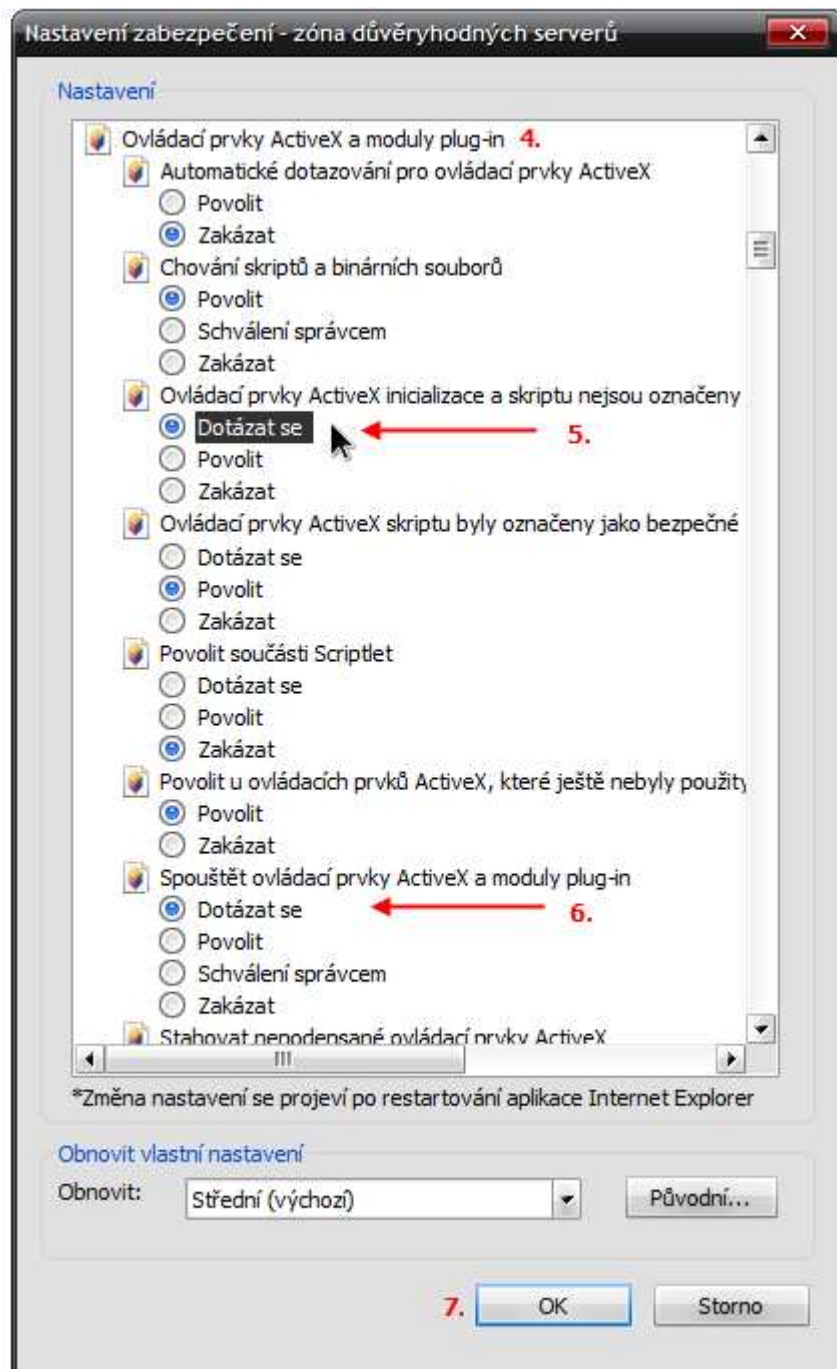 Nastavení zabezpečení - zóna důvěryhodných serverů
Nastavení
Ovládací prvky ActiveX a moduly plug-in 4.
Automatické dotazování pro ovládací prvky ActiveX
Povolit
Zakázat
Chování skriptů a binárních souborů
Povolit
Schválení správcem
Zakázat
Ovládací prvky ActiveX inicializace a skriptu nejsou označeny
Dotázat se 5.
Povolit
Zakázat
Ovládací prvky ActiveX skriptu byly označeny jako bezpečné
Dotázat se
Povolit
Zakázat
Povolit součásti Scriptlet
Dotázat se
Povolit
Zakázat
Povolit u ovládacích prvků ActiveX, které ještě nebyly použity
Povolit
Zakázat
Spouštět ovládací prvky ActiveX a moduly plug-in
Dotázat se 6.
Povolit
Schválení správcem
Zakázat
Stahovat nepodepsané ovládací prvky ActiveX
*Změna nastavení se projeví po restartování aplikace Internet Explorer
Obnovit vlastní nastavení
Obnovit: Střední (výchozí) Původní...
7. OK Storno